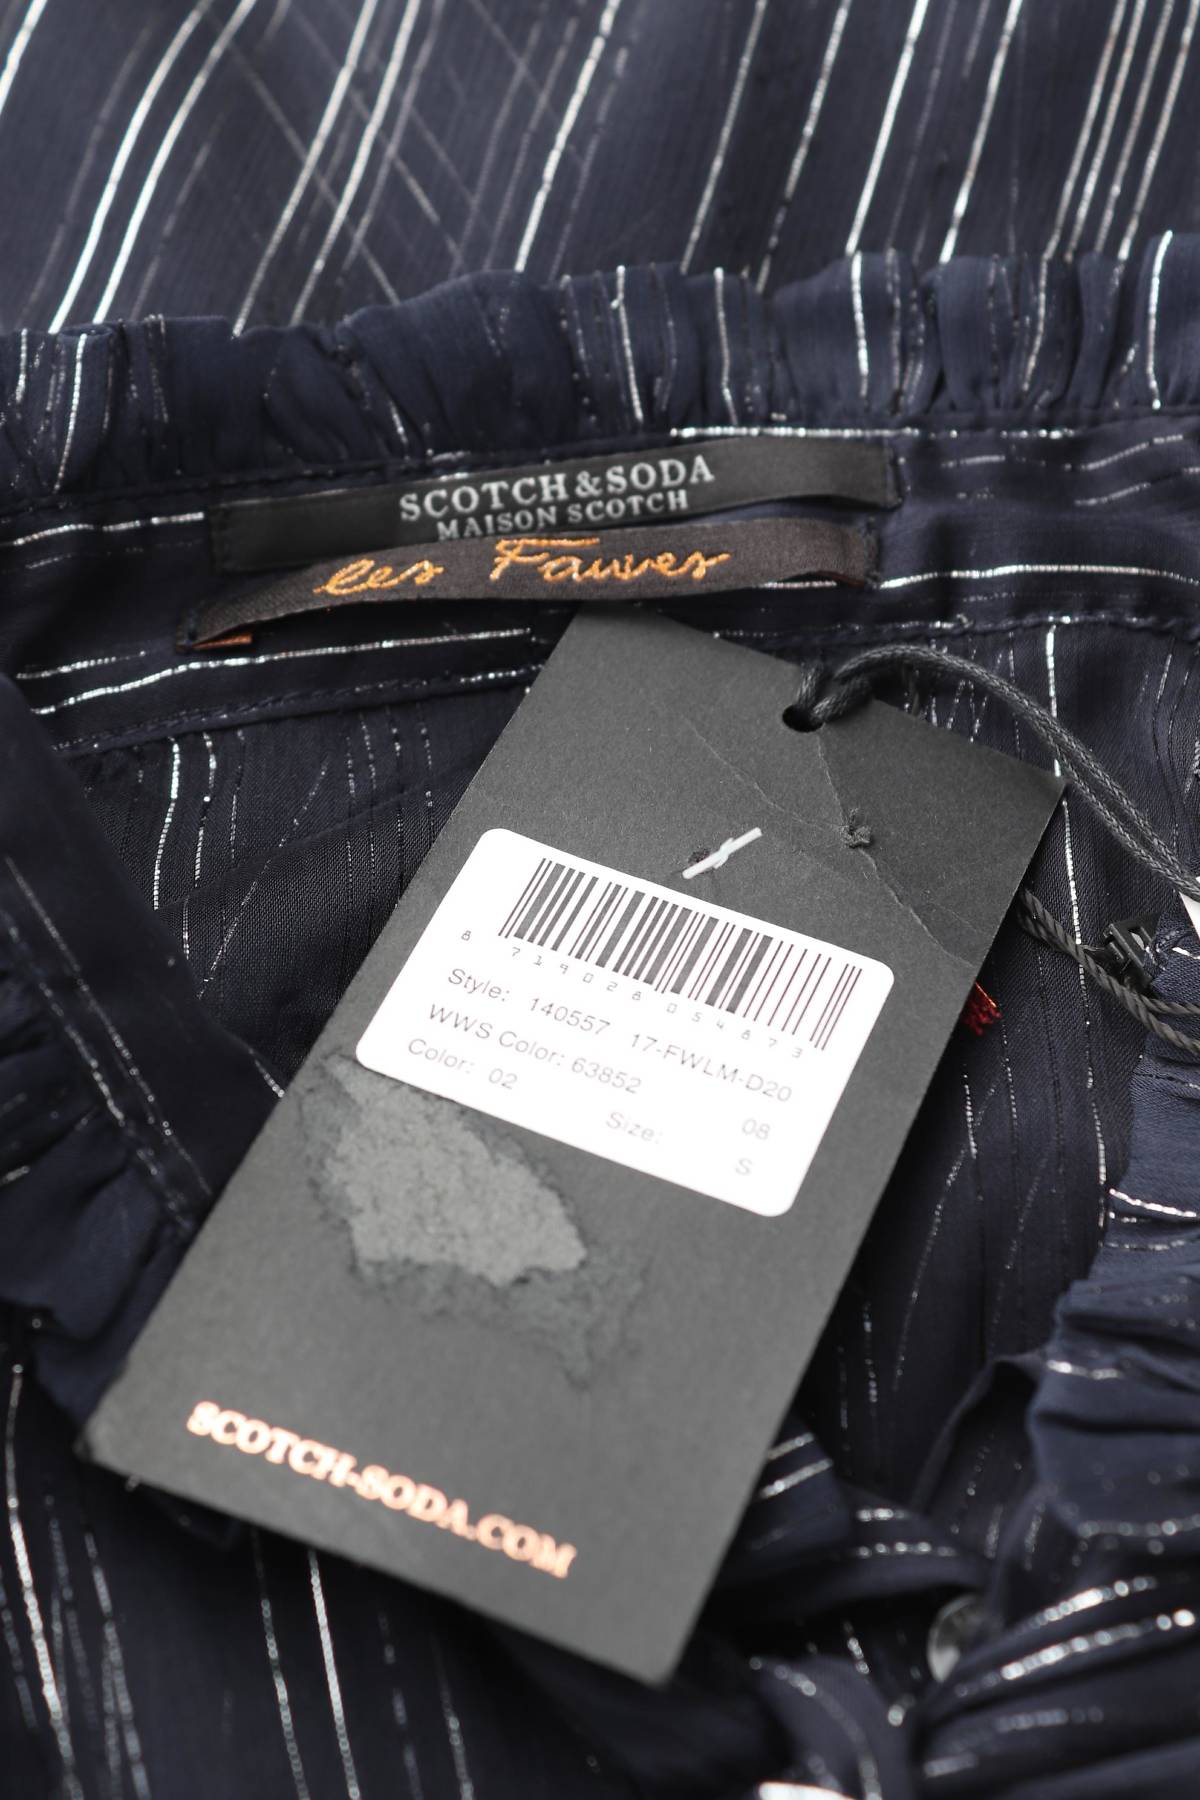 SCOTCH & SODA
MAISON SCOTCH
les Fauves
8 719028 054873
Style: 140557 17-FWLM-D20
WWS Color: 63852 08
Color: 02 Size: S
SCOTCH-SODA.COM